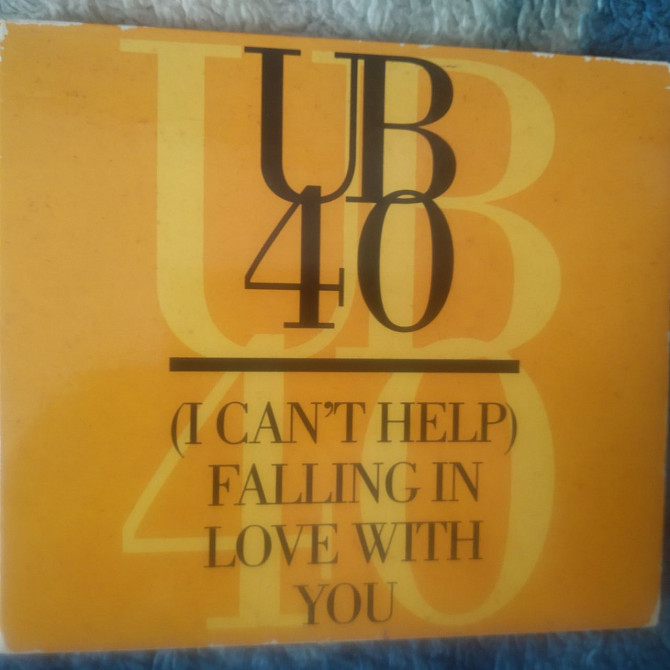 UB
40
(I CAN'T HELP)
FALLING IN
LOVE WITH
YOU